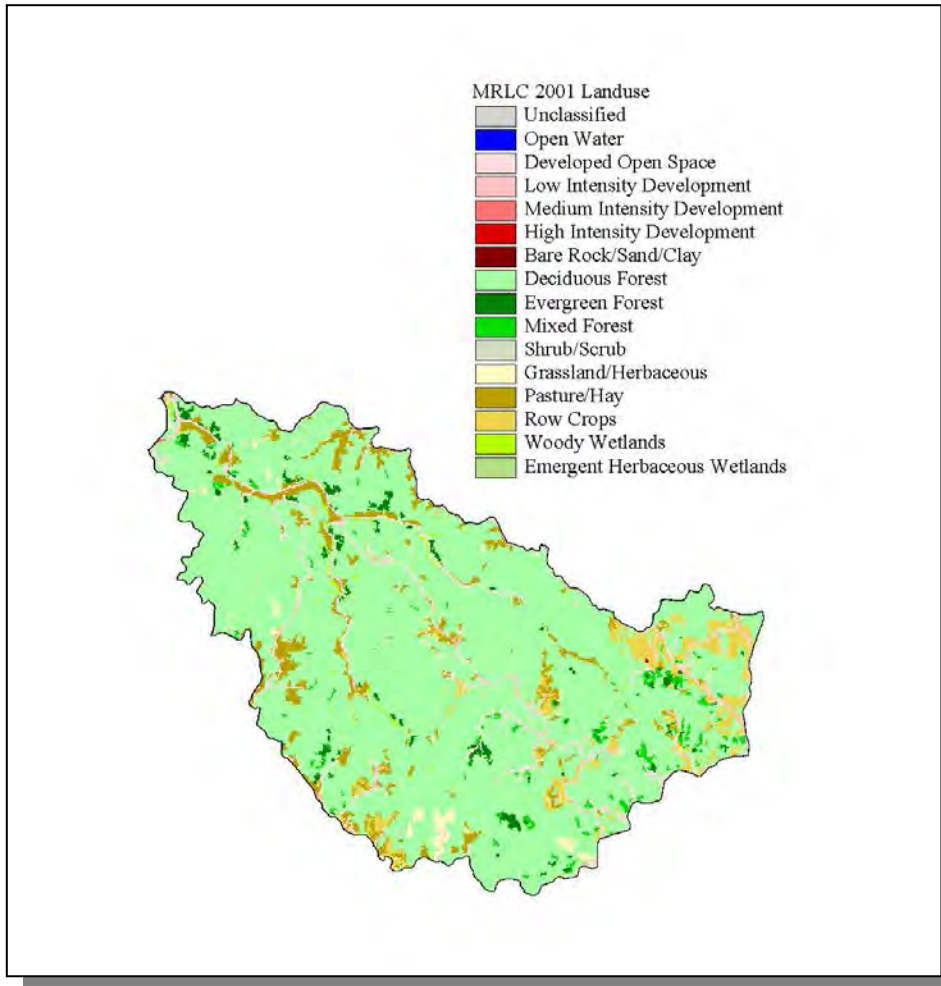 MRLC 2001 Landuse
Unclassified
Open Water
Developed Open Space
Low Intensity Development
Medium Intensity Development
High Intensity Development
Bare Rock/Sand/Clay
Deciduous Forest
Evergreen Forest
Mixed Forest
Shrub/Scrub
Grassland/Herbaceous
Pasture/Hay
Row Crops
Woody Wetlands
Emergent Herbaceous Wetlands